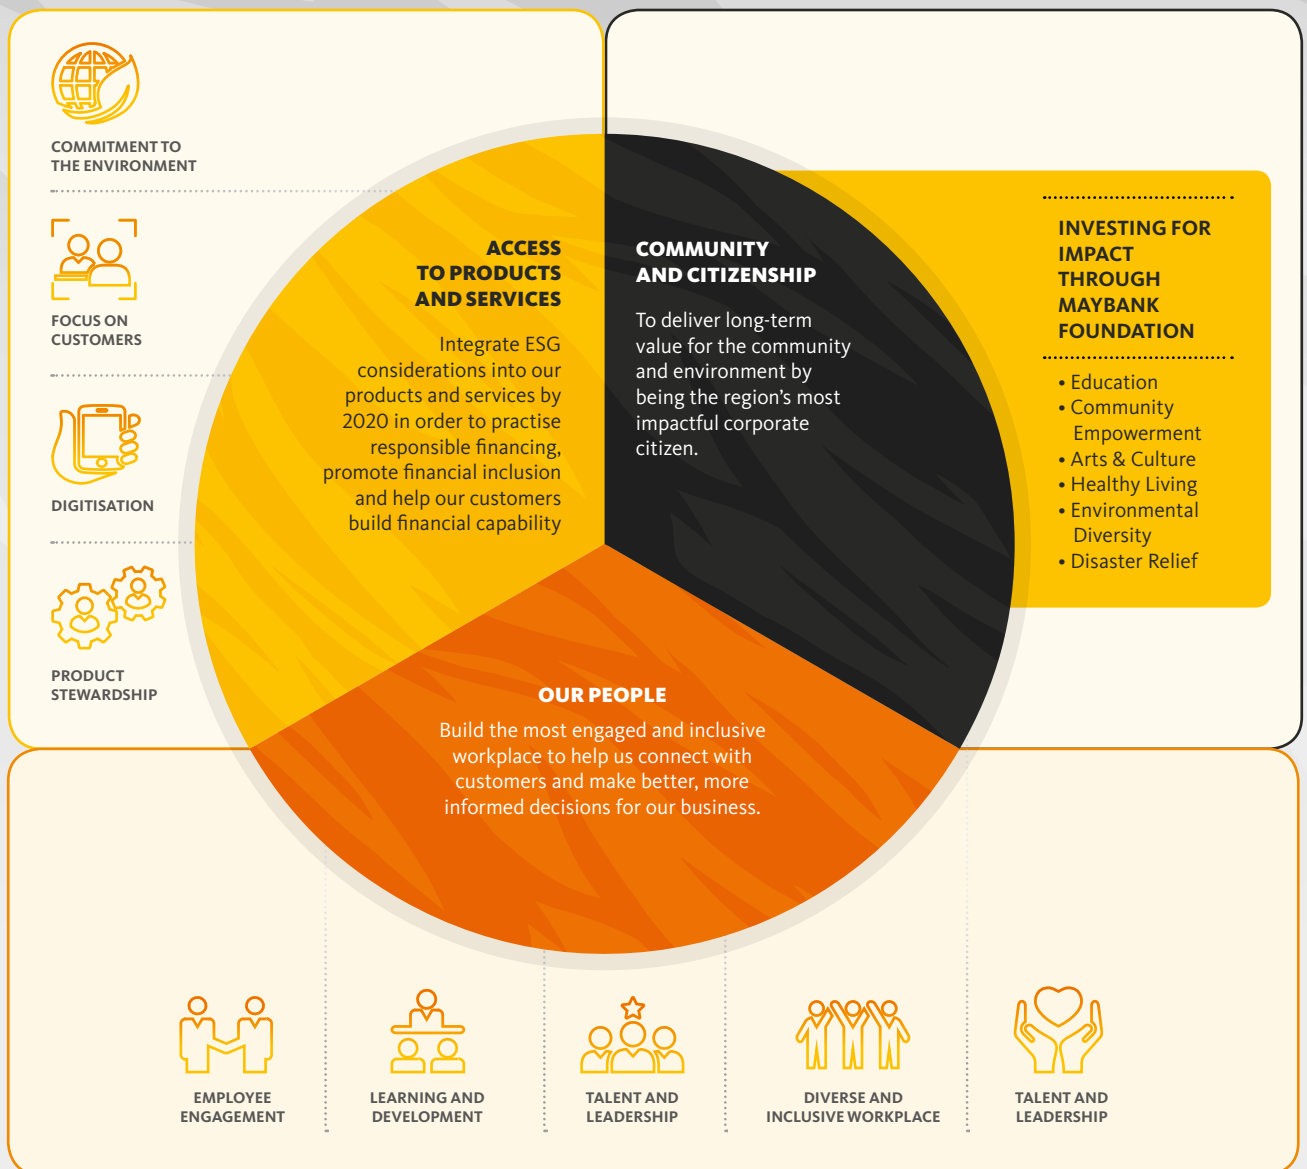 COMMITMENT TO
THE ENVIRONMENT
FOCUS ON
CUSTOMERS
DIGITISATION
PRODUCT
STEWARDSHIP
ACCESS
TO PRODUCTS
AND SERVICES
Integrate ESG
considerations into our
products and services by
2020 in order to practise
responsible financing,
promote financial inclusion
and help our customers
build financial capability
COMMUNITY
AND CITIZENSHIP
To deliver long-term
value for the community
and environment by
being the region's most
impactful corporate
citizen.
INVESTING FOR
IMPACT
THROUGH
MAYBANK
FOUNDATION
• Education
• Community
Empowerment
• Arts & Culture
• Healthy Living
• Environmental
Diversity
• Disaster Relief
OUR PEOPLE
Build the most engaged and inclusive
workplace to help us connect with
customers and make better, more
informed decisions for our business.
EMPLOYEE
ENGAGEMENT
LEARNING AND
DEVELOPMENT
TALENT AND
LEADERSHIP
DIVERSE AND
INCLUSIVE WORKPLACE
TALENT AND
LEADERSHIP